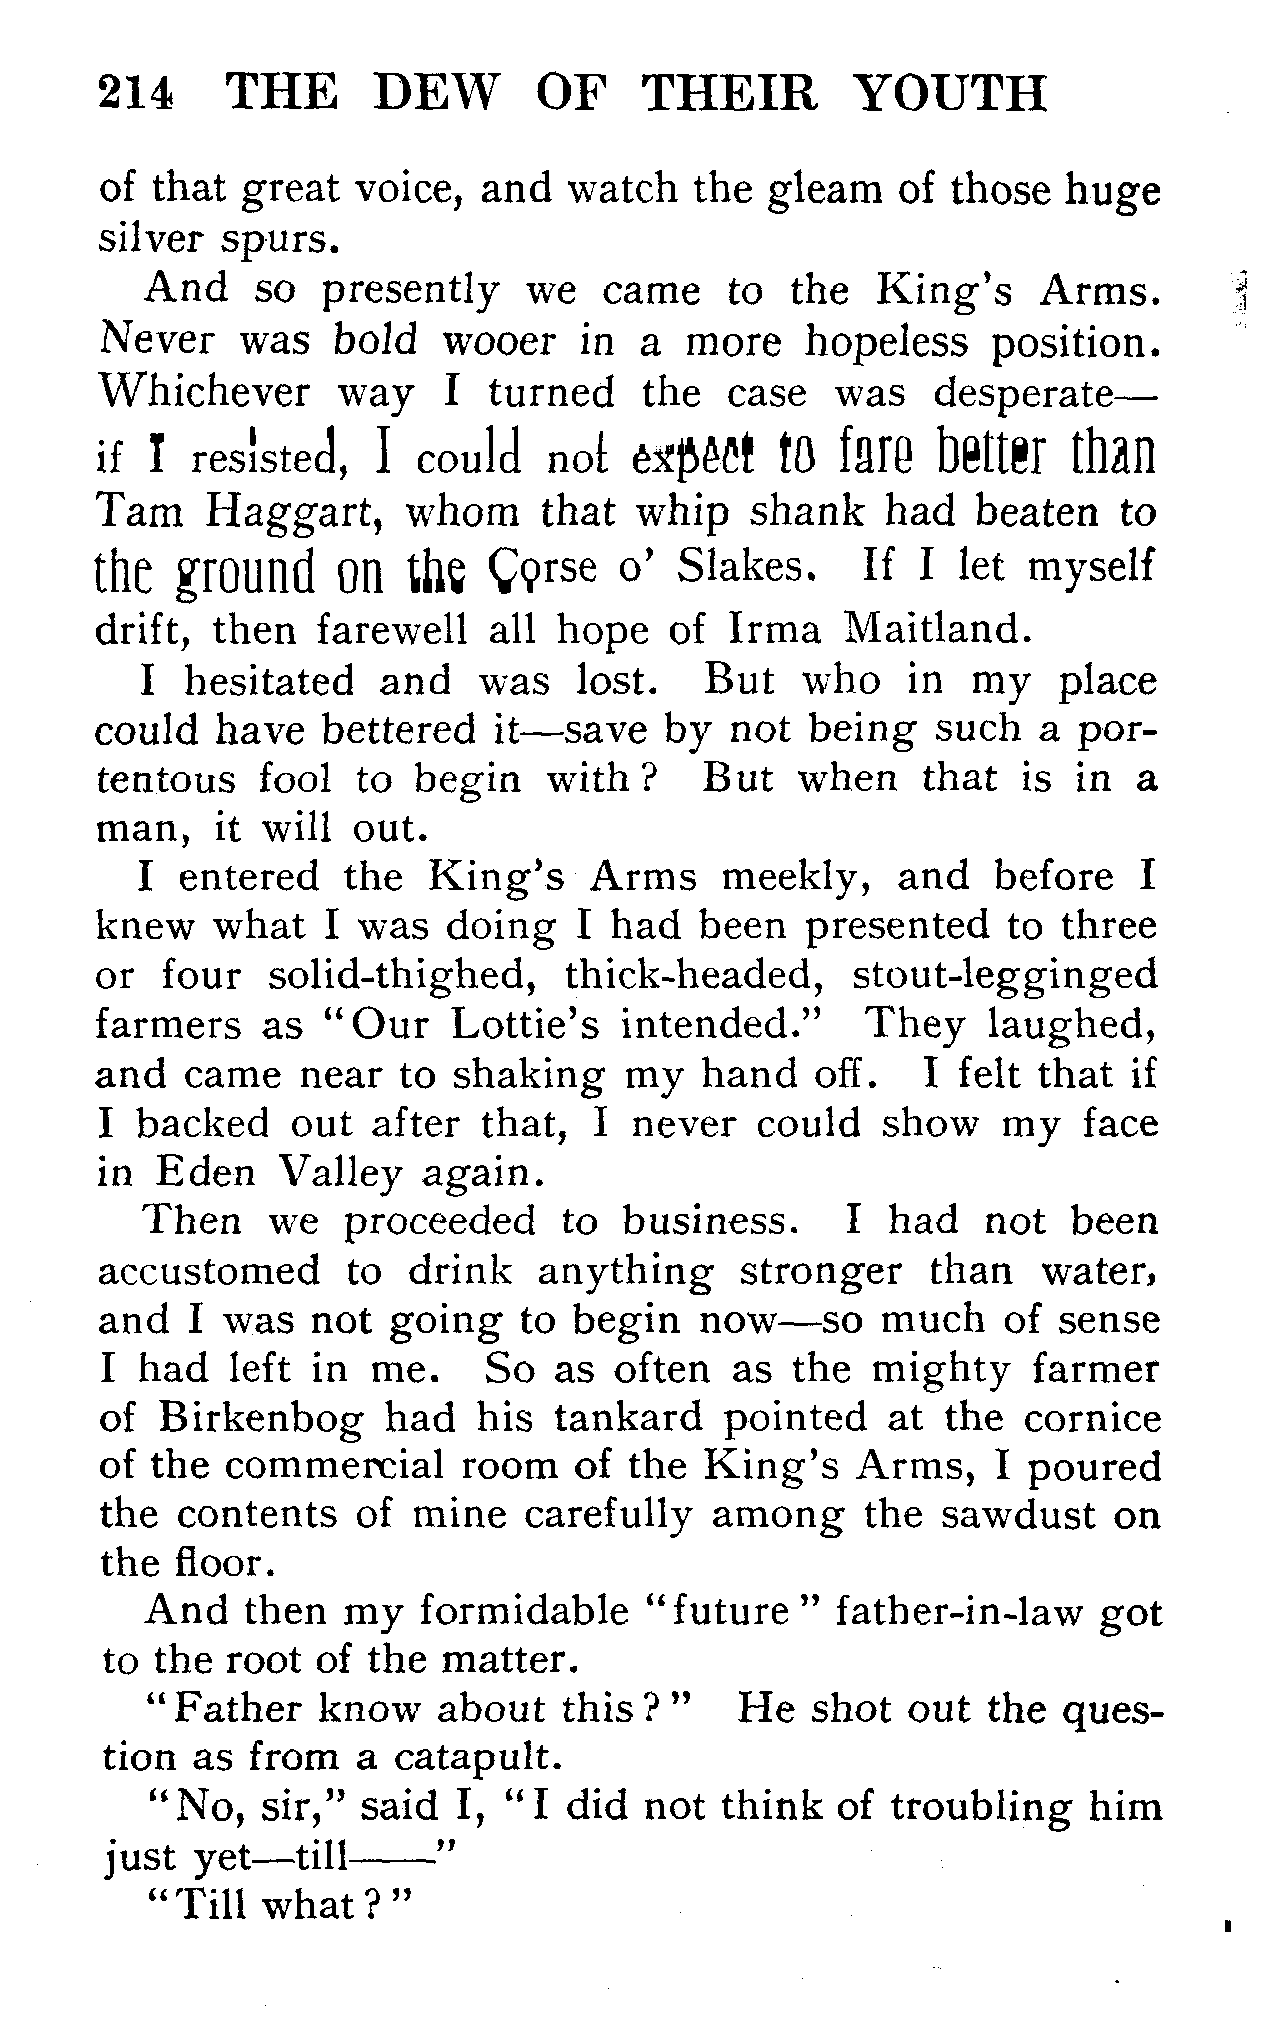 214 THE DEW OF THEIR YOUTH
of that great voice, and watch the gleam of those huge
silver spurs.
And so presently we came to the King's Arms.
Never was bold wooer in a more hopeless position.
Whichever way I turned the case was desperate—
if I resisted, I could not expect to fare better than
Tam Haggart, whom that whip shank had beaten to
the ground on the Corse o' Slakes. If I let myself
drift, then farewell all hope of Irma Maitland.
I hesitated and was lost. But who in my place
could have bettered it—save by not being such a por-
tentous fool to begin with? But when that is in a
man, it will out.
I entered the King's Arms meekly, and before I
knew what I was doing I had been presented to three
or four solid-thighed, thick-headed, stout-legginged
farmers as "Our Lottie's intended." They laughed,
and came near to shaking my hand off. I felt that if
I backed out after that, I never could show my face
in Eden Valley again.
Then we proceeded to business. I had not been
accustomed to drink anything stronger than water,
and I was not going to begin now—so much of sense
I had left in me. So as often as the mighty farmer
of Birkenbog had his tankard pointed at the cornice
of the commercial room of the King's Arms, I poured
the contents of mine carefully among the sawdust on
the floor.
And then my formidable "future" father-in-law got
to the root of the matter.
"Father know about this?" He shot out the ques-
tion as from a catapult.
"No, sir," said I, "I did not think of troubling him
just yet—till——"
"Till what?"